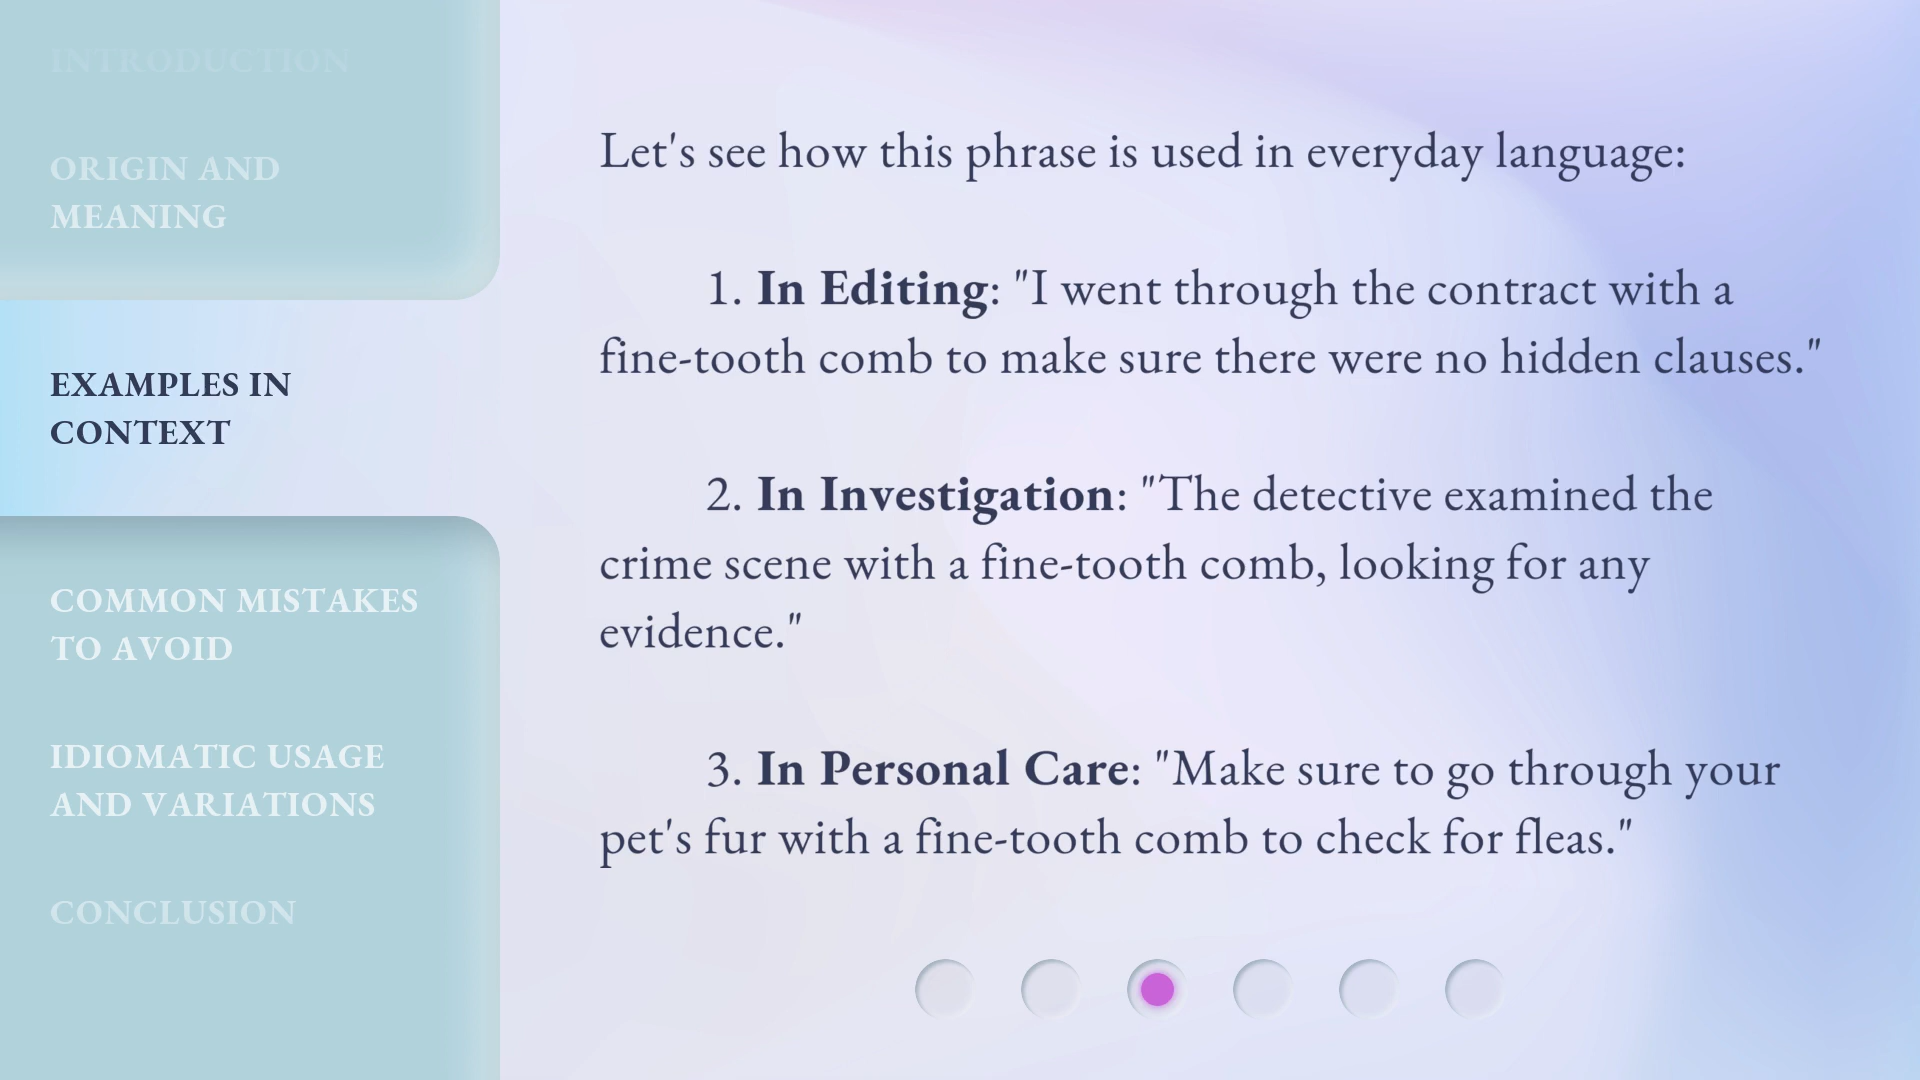 INTRODUCTION
ORIGIN AND
MEANING
EXAMPLES IN
CONTEXT
COMMON MISTAKES
TO AVOID
IDIOMATIC USAGE
AND VARIATIONS
CONCLUSION
Let's see how this phrase is used in everyday language:
1. In Editing: "I went through the contract with a
fine-tooth comb to make sure there were no hidden clauses."
2. In Investigation: "The detective examined the
crime scene with a fine-tooth comb, looking for any
evidence."
3. In Personal Care: "Make sure to go through your
pet's fur with a fine-tooth comb to check for fleas."